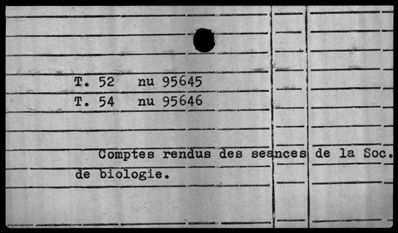 T. 52 nu 95645
T. 54 nu 95646
Comptes rendus des seances de la Soc.
de biologie.